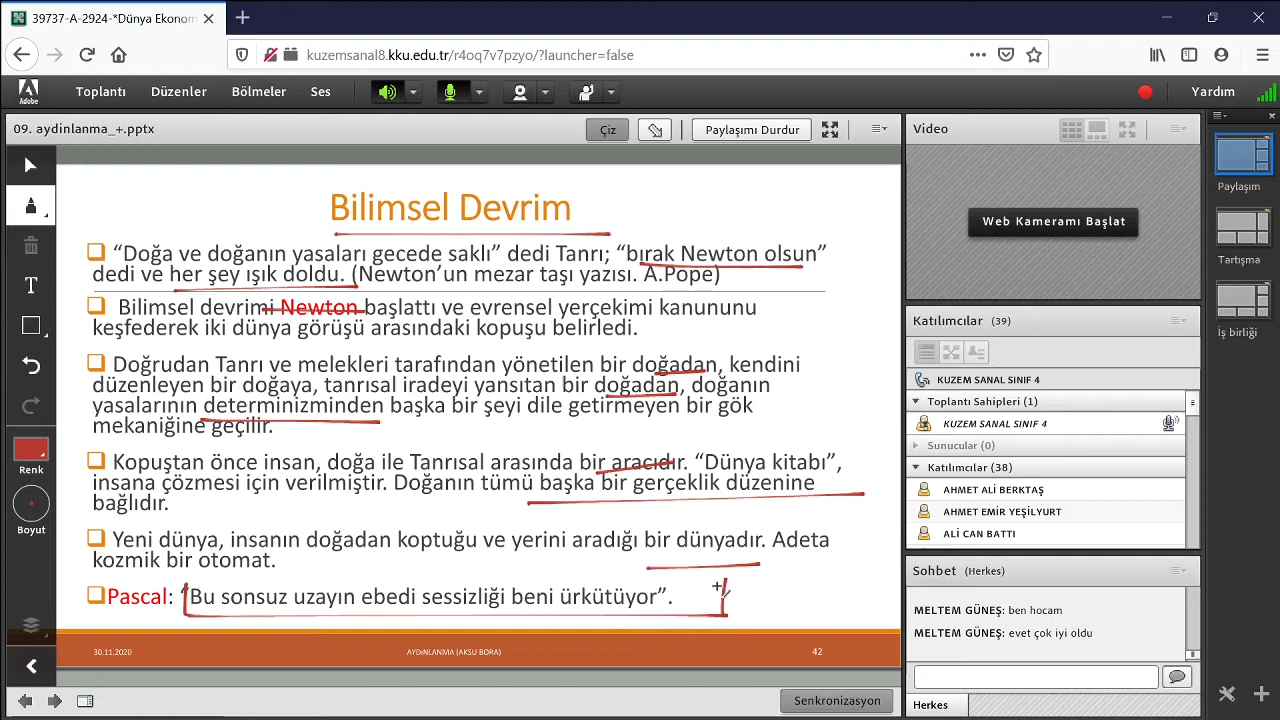 39737-A-2924-*Dünya Ekonom
kuzemsanal8.kku.edu.tr/r4oq7v7pzyo/?launcher=false
Adobe
Toplantı
Düzenler
Bölmeler
Ses
Yardım
09. aydinlanma_+.pptx
Çiz
Paylaşımı Durdur
Renk
Boyut
Bilimsel Devrim
“Doğa ve doğanın yasaları gecede saklı” dedi Tanrı; “bırak Newton olsun”
dedi ve her şey ışık doldu. (Newton’un mezar taşı yazısı. A.Pope)
Bilimsel devrimi Newton başlattı ve evrensel yerçekimi kanununu
keşfederek iki dünya görüşü arasındaki kopuşu belirledi.
Doğrudan Tanrı ve melekleri tarafından yönetilen bir doğadan, kendini
düzenleyen bir doğaya, tanrısal iradeyi yansıtan bir doğadan, doğanın
yasalarının determinizminden başka bir şeyi dile getirmeyen bir gök
mekaniğine geçilir.
Kopuştan önce insan, doğa ile Tanrısal arasında bir aracıdır. “Dünya kitabı”,
insana çözmesi için verilmiştir. Doğanın tümü başka bir gerçeklik düzenine
bağlıdır.
Yeni dünya, insanın doğadan koptuğu ve yerini aradığı bir dünyadır. Adeta
kozmik bir otomat.
Pascal: “Bu sonsuz uzayın ebedi sessizliği beni ürkütüyor”.
30.11.2020
AYDıNLANMA (AKSU BORA)
42
Senkronizasyon
Video
Web Kameramı Başlat
Katılımcılar (39)
KUZEM SANAL SINIF 4
Toplantı Sahipleri (1)
KUZEM SANAL SINIF 4
Sunucular (0)
Katılımcılar (38)
AHMET ALİ BERKTAŞ
AHMET EMİR YEŞİLYURT
ALİ CAN BATTI
Sohbet (Herkes)
MELTEM GÜNEŞ: ben hocam
MELTEM GÜNEŞ: evet çok iyi oldu
Herkes
Paylaşım
Tartışma
İş birliği